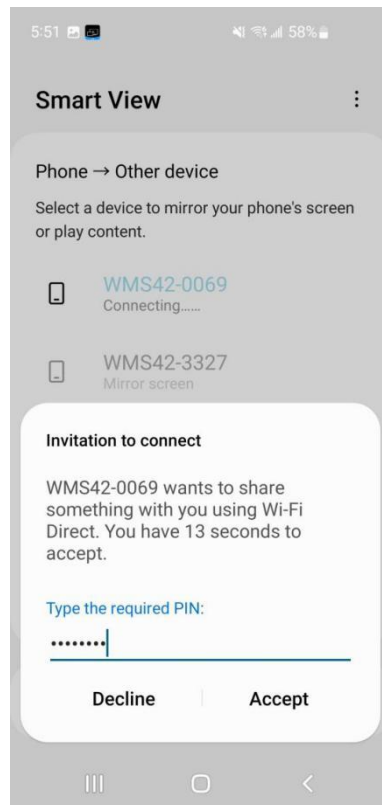 5:51 58%
Smart View
Phone → Other device
Select a device to mirror your phone's screen
or play content.
WMS42-0069
Connecting......
WMS42-3327
Mirror screen
Invitation to connect
WMS42-0069 wants to share
something with you using Wi-Fi
Direct. You have 13 seconds to
accept.
Type the required PIN:
••••••••
Decline Accept